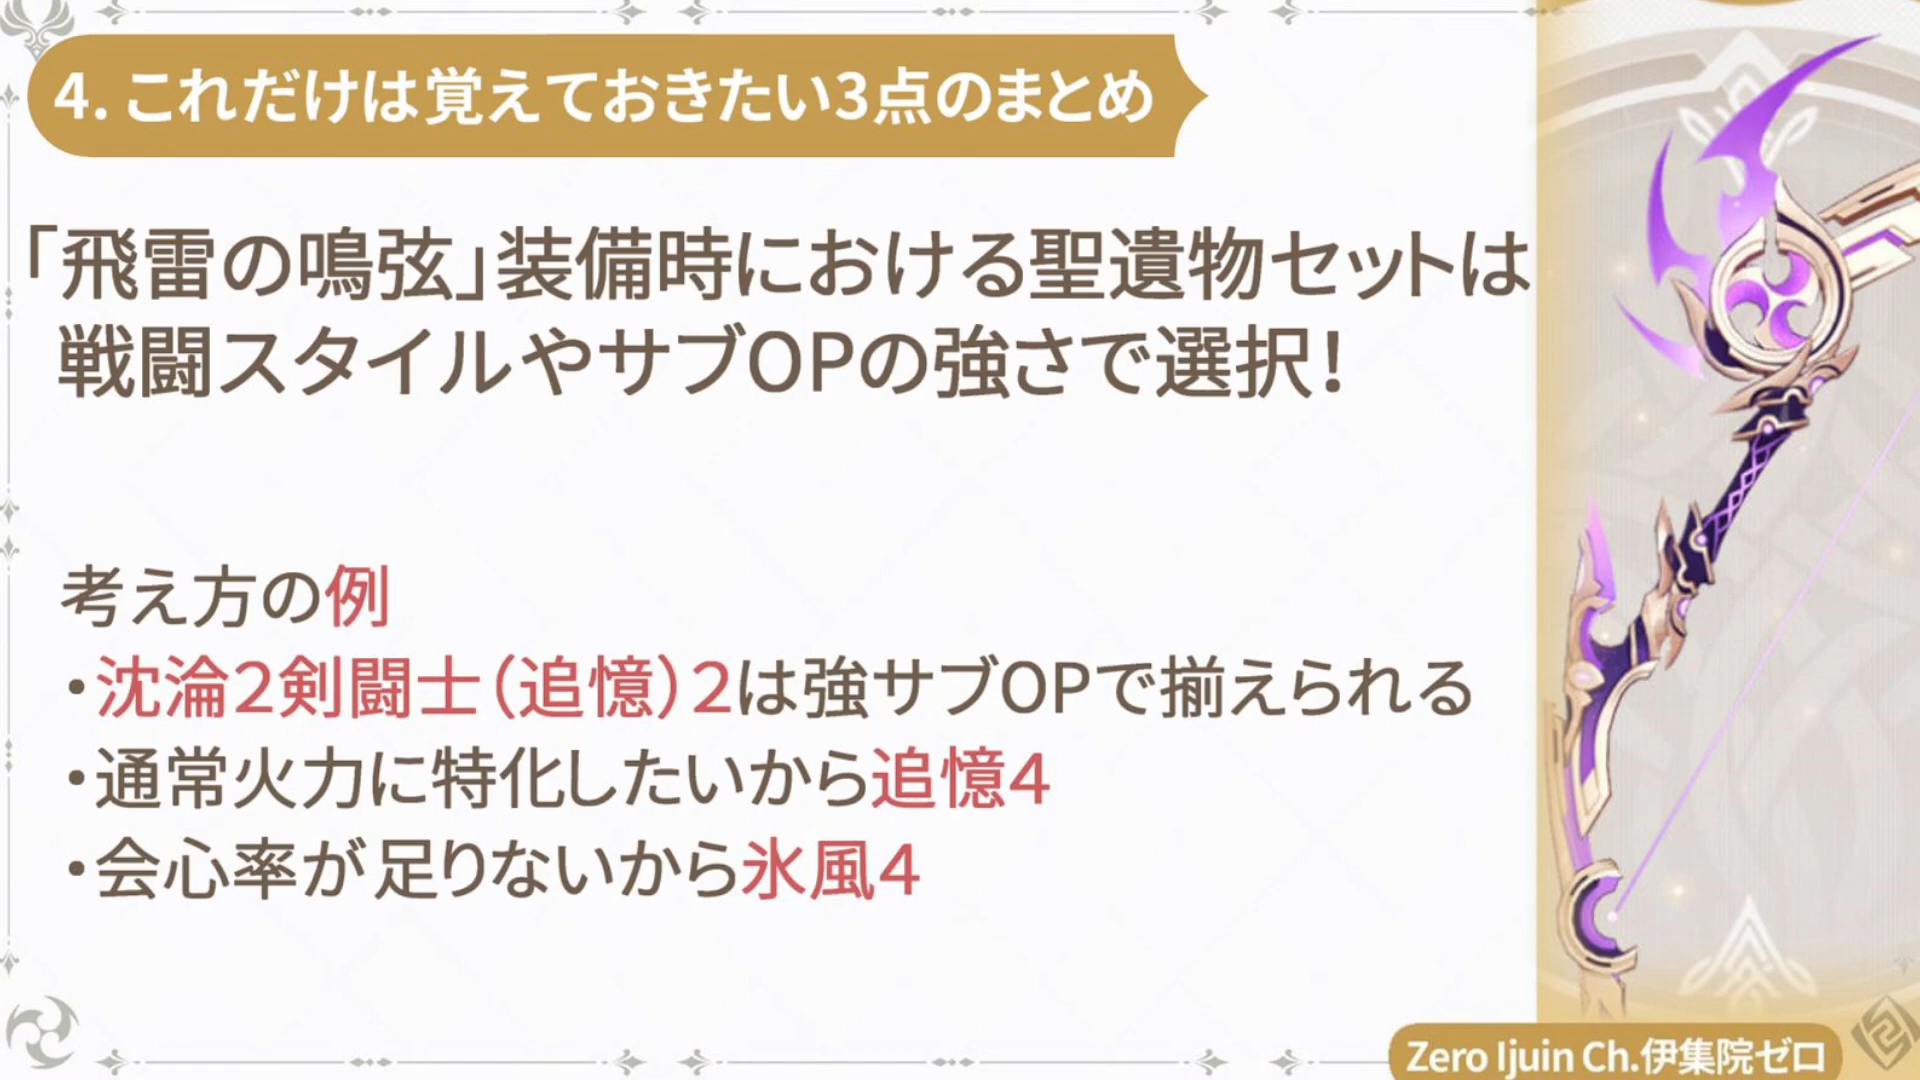 4. これだけは覚えておきたい3点のまとめ
「飛雷の鳴弦」装備時における聖遺物セットは
戦闘スタイルやサブOPの強さで選択！
考え方の例
・沈淪２剣闘士（追憶）２は強サブOPで揃えられる
・通常火力に特化したいから追憶４
・会心率が足りないから氷風４
Zero Ijuin Ch.伊集院ゼロ